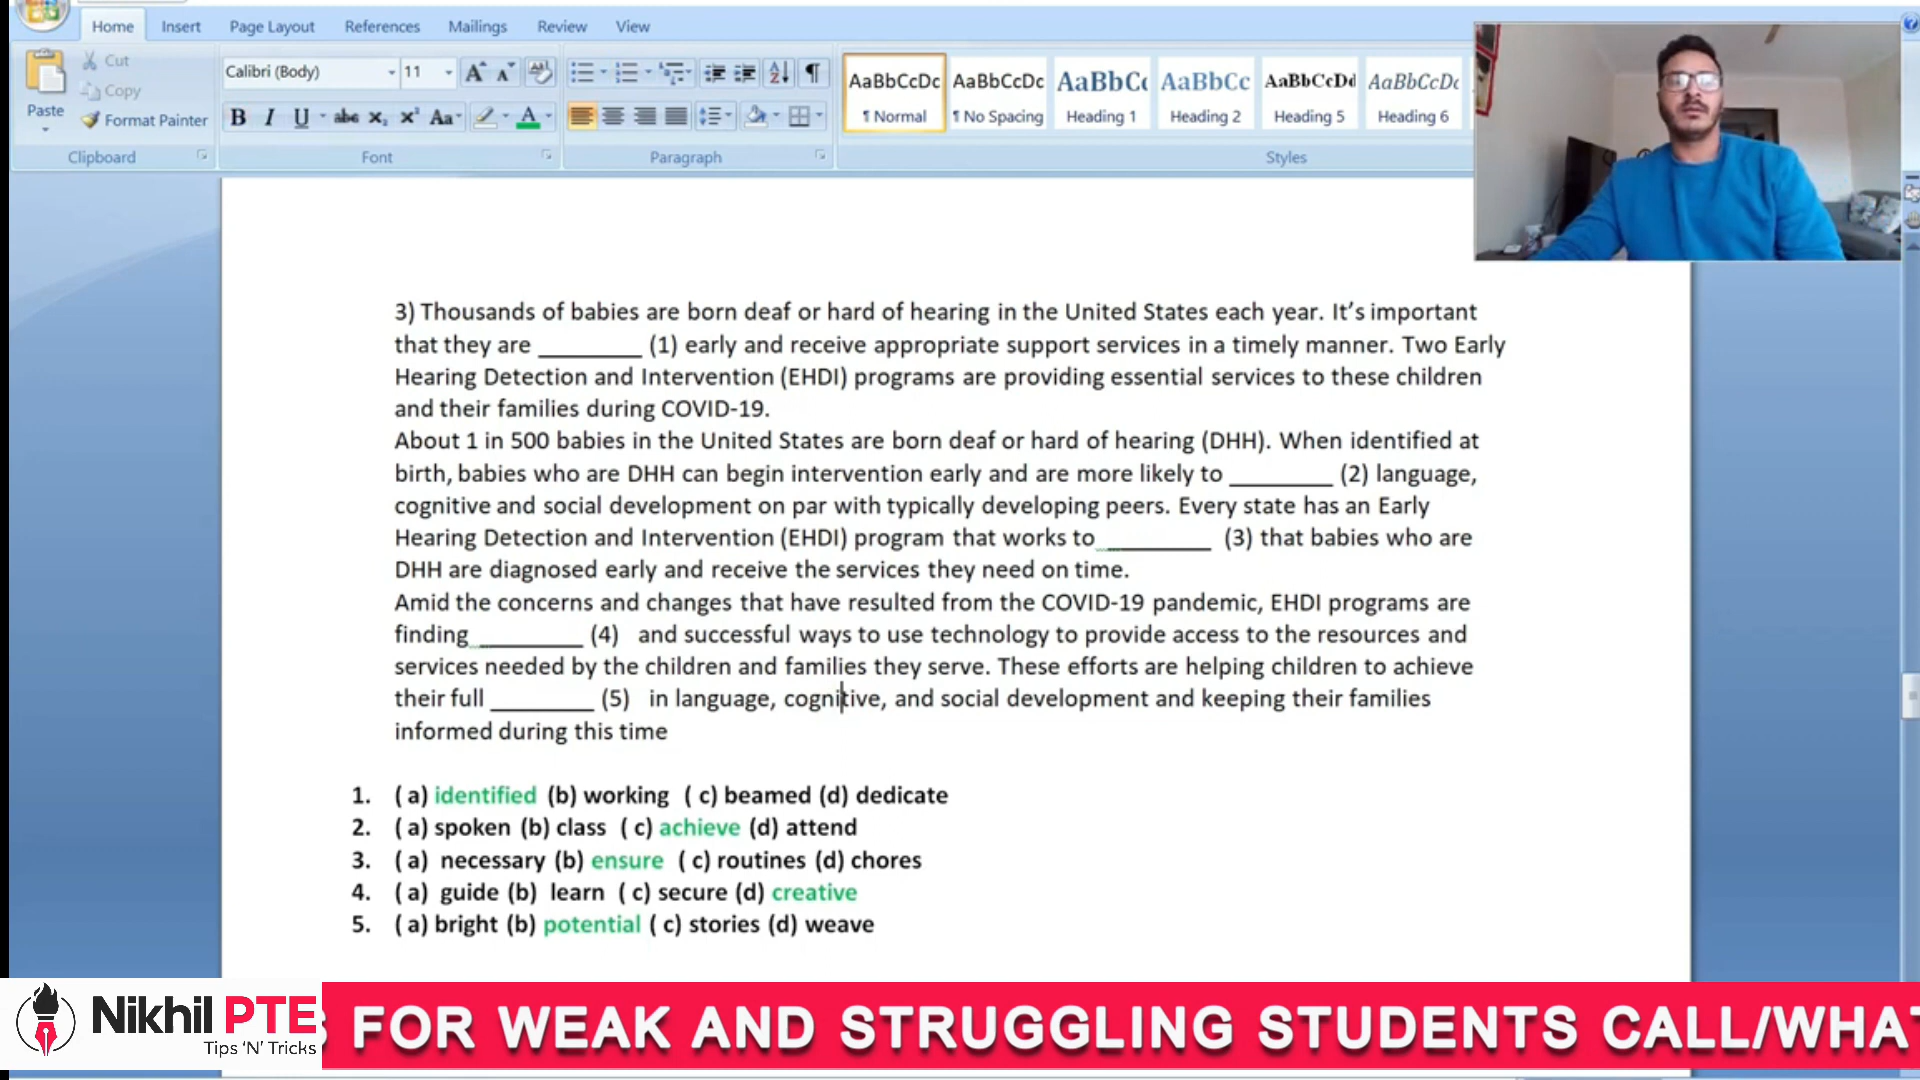 Home Insert Page Layout References Mailings Review View
Cut
Copy
Paste
Format Painter
Calibri (Body) 11
B I U abc X₂ X² Aa A
AaBbCcDc AaBbCcDc AaBbC AaBbCc AaBbCcDd AaBbCcDc
¶ Normal ¶ No Spacing Heading 1 Heading 2 Heading 5 Heading 6
Clipboard Font Paragraph Styles
3) Thousands of babies are born deaf or hard of hearing in the United States each year. It’s important
that they are _________ (1) early and receive appropriate support services in a timely manner. Two Early
Hearing Detection and Intervention (EHDI) programs are providing essential services to these children
and their families during COVID-19.
About 1 in 500 babies in the United States are born deaf or hard of hearing (DHH). When identified at
birth, babies who are DHH can begin intervention early and are more likely to _________ (2) language,
cognitive and social development on par with typically developing peers. Every state has an Early
Hearing Detection and Intervention (EHDI) program that works to _________ (3) that babies who are
DHH are diagnosed early and receive the services they need on time.
Amid the concerns and changes that have resulted from the COVID-19 pandemic, EHDI programs are
finding _________ (4) and successful ways to use technology to provide access to the resources and
services needed by the children and families they serve. These efforts are helping children to achieve
their full _________ (5) in language, cognitive, and social development and keeping their families
informed during this time
1. ( a) identified (b) working ( c) beamed (d) dedicate
2. ( a) spoken (b) class ( c) achieve (d) attend
3. ( a) necessary (b) ensure ( c) routines (d) chores
4. ( a) guide (b) learn ( c) secure (d) creative
5. ( a) bright (b) potential ( c) stories (d) weave
Nikhil PTE
Tips ‘N’ Tricks
FOR WEAK AND STRUGGLING STUDENTS CALL/WHA